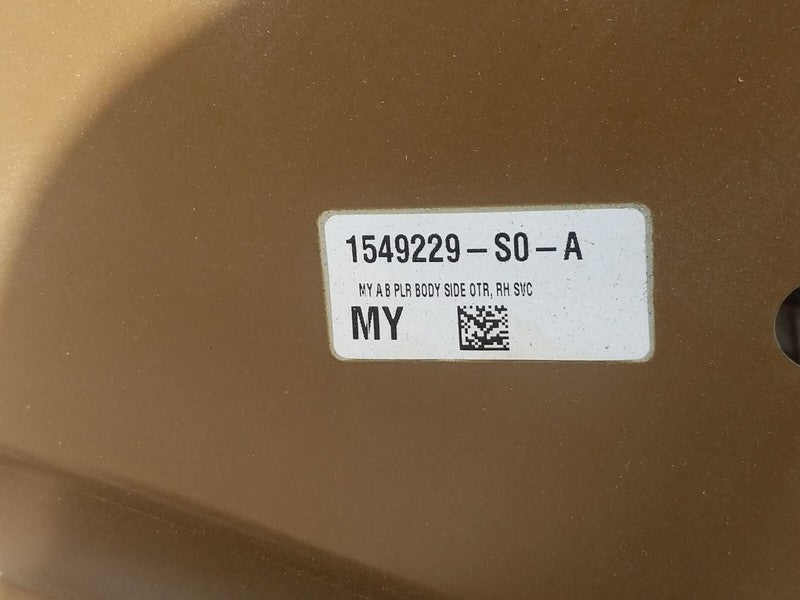 1549229-S0-A
MY A B PLR BODY SIDE OTR, RH SVC
MY